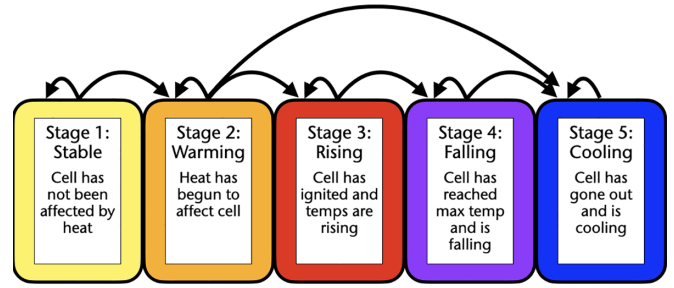 Stage 1:
Stable
Cell has
not been
affected by
heat
Stage 2:
Warming
Heat has
begun to
affect cell
Stage 3:
Rising
Cell has
ignited and
temps are
rising
Stage 4:
Falling
Cell has
reached
max temp
and is
falling
Stage 5:
Cooling
Cell has
gone out
and is
cooling